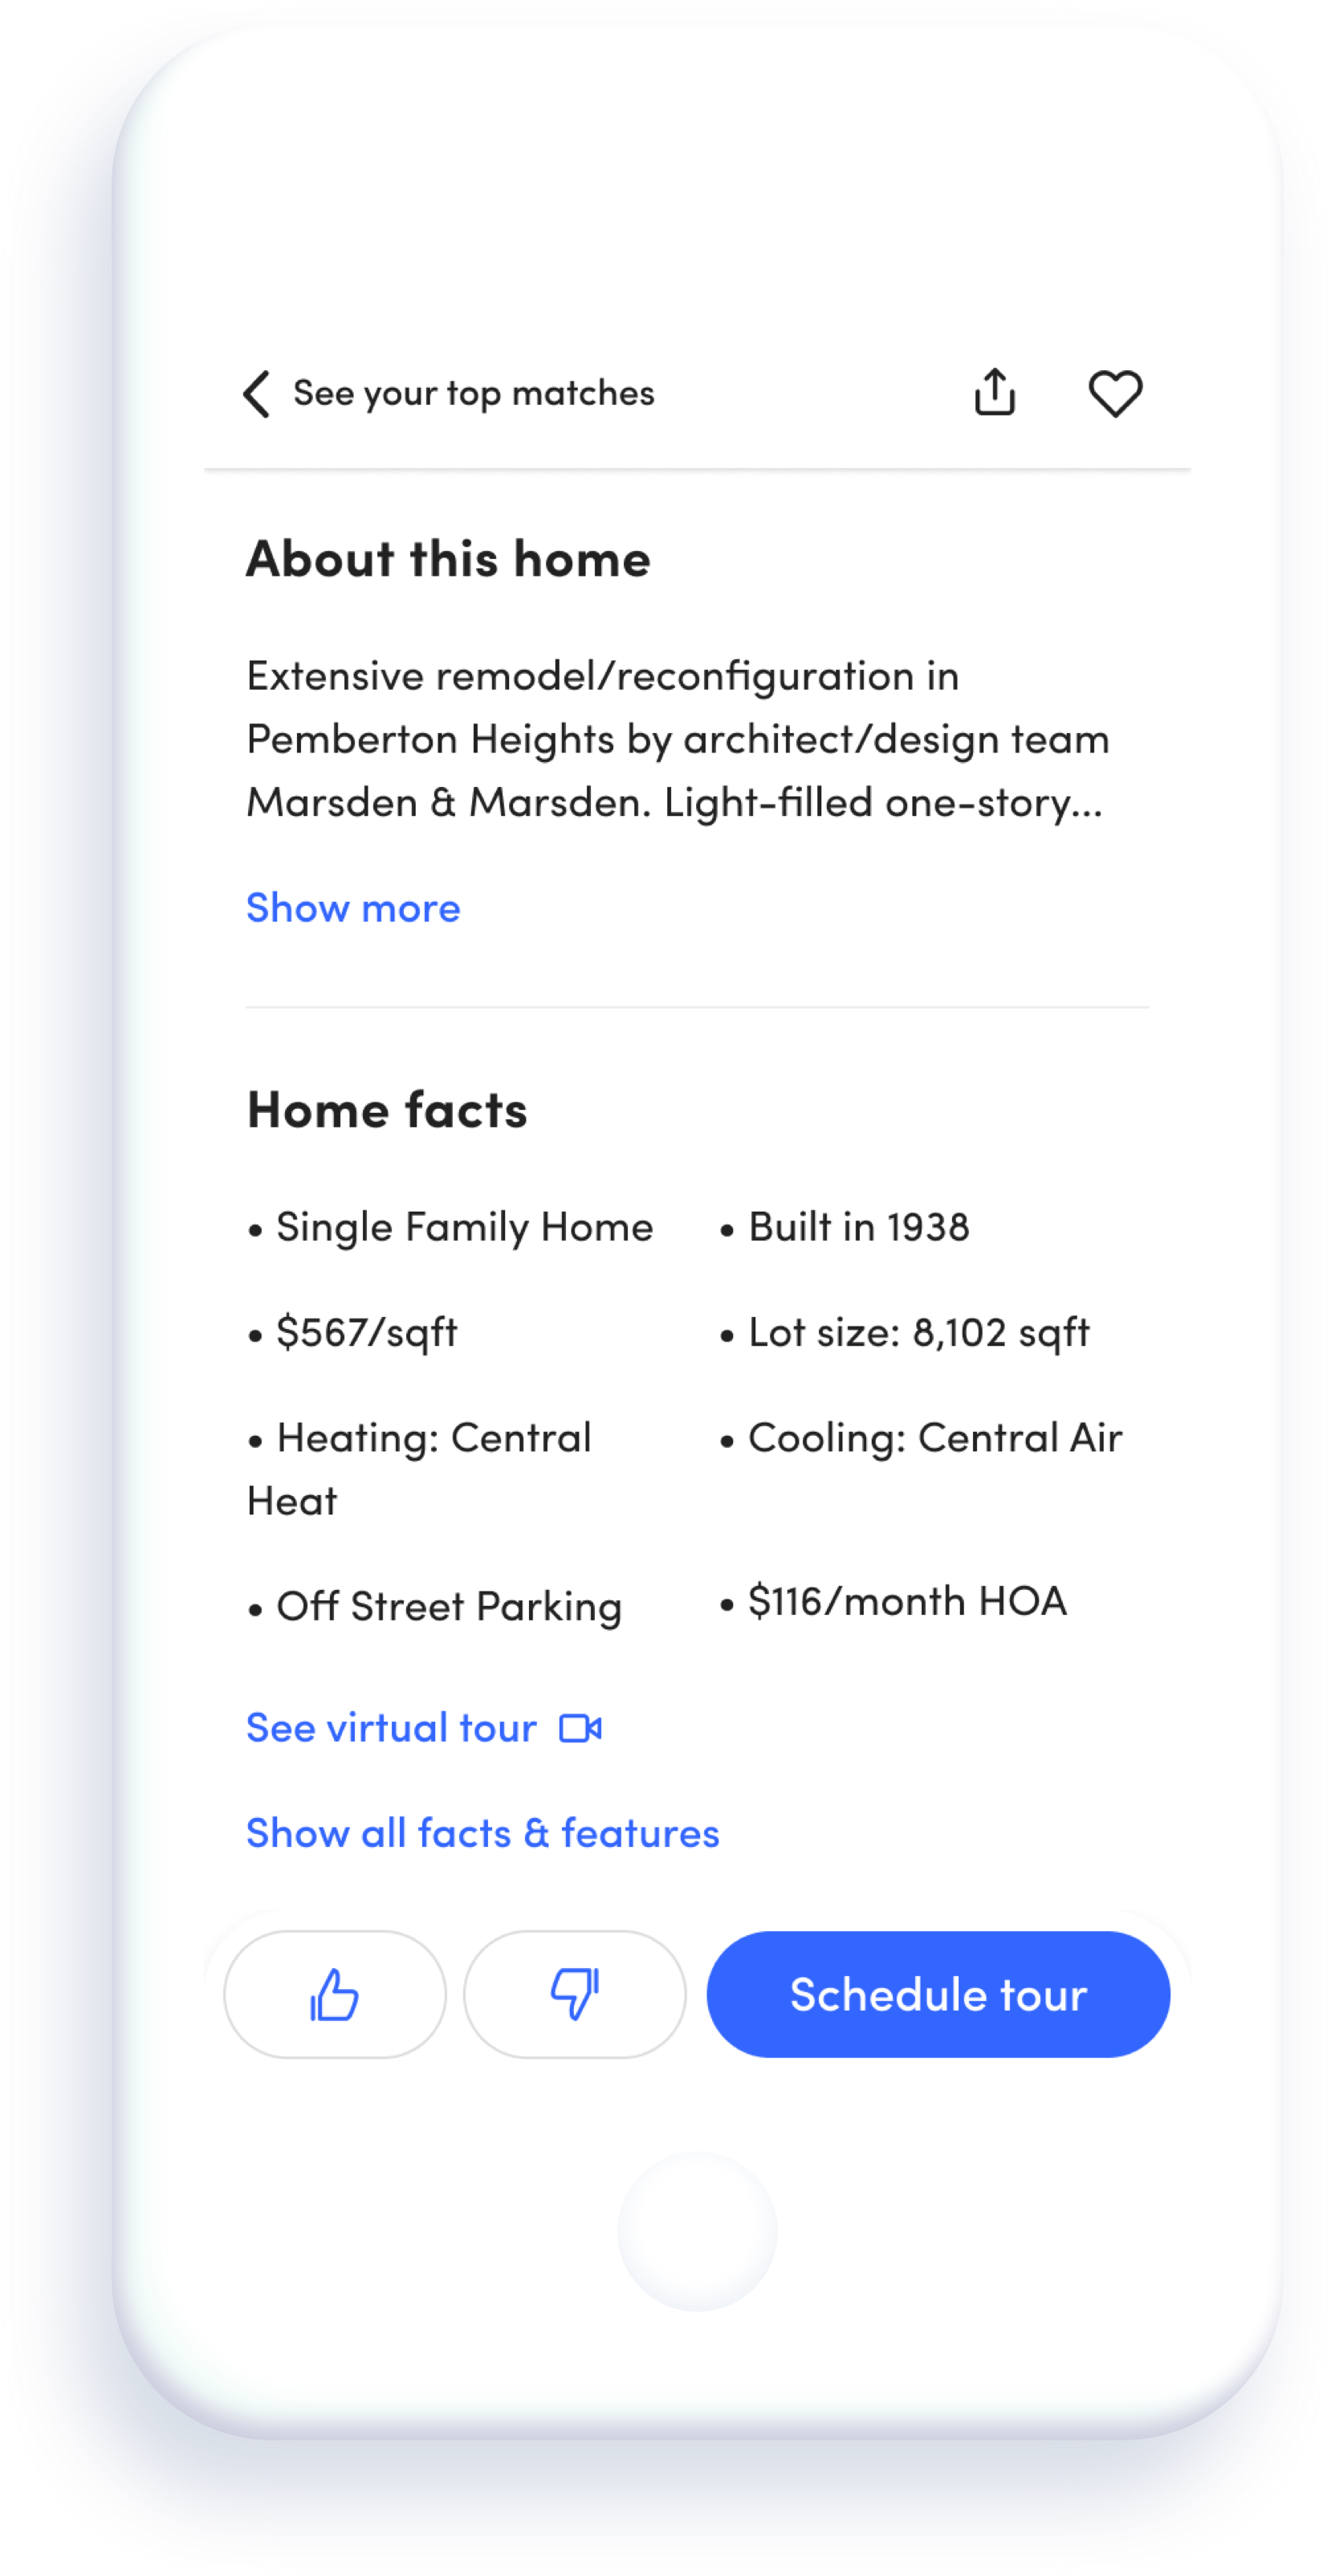 See your top matches
About this home
Extensive remodel/reconfiguration in
Pemberton Heights by architect/design team
Marsden & Marsden. Light-filled one-story...
Show more
Home facts
• Single Family Home
• Built in 1938
• $567/sqft
• Lot size: 8,102 sqft
• Heating: Central
Heat
• Cooling: Central Air
• Off Street Parking
• $116/month HOA
See virtual tour
Show all facts & features
Schedule tour